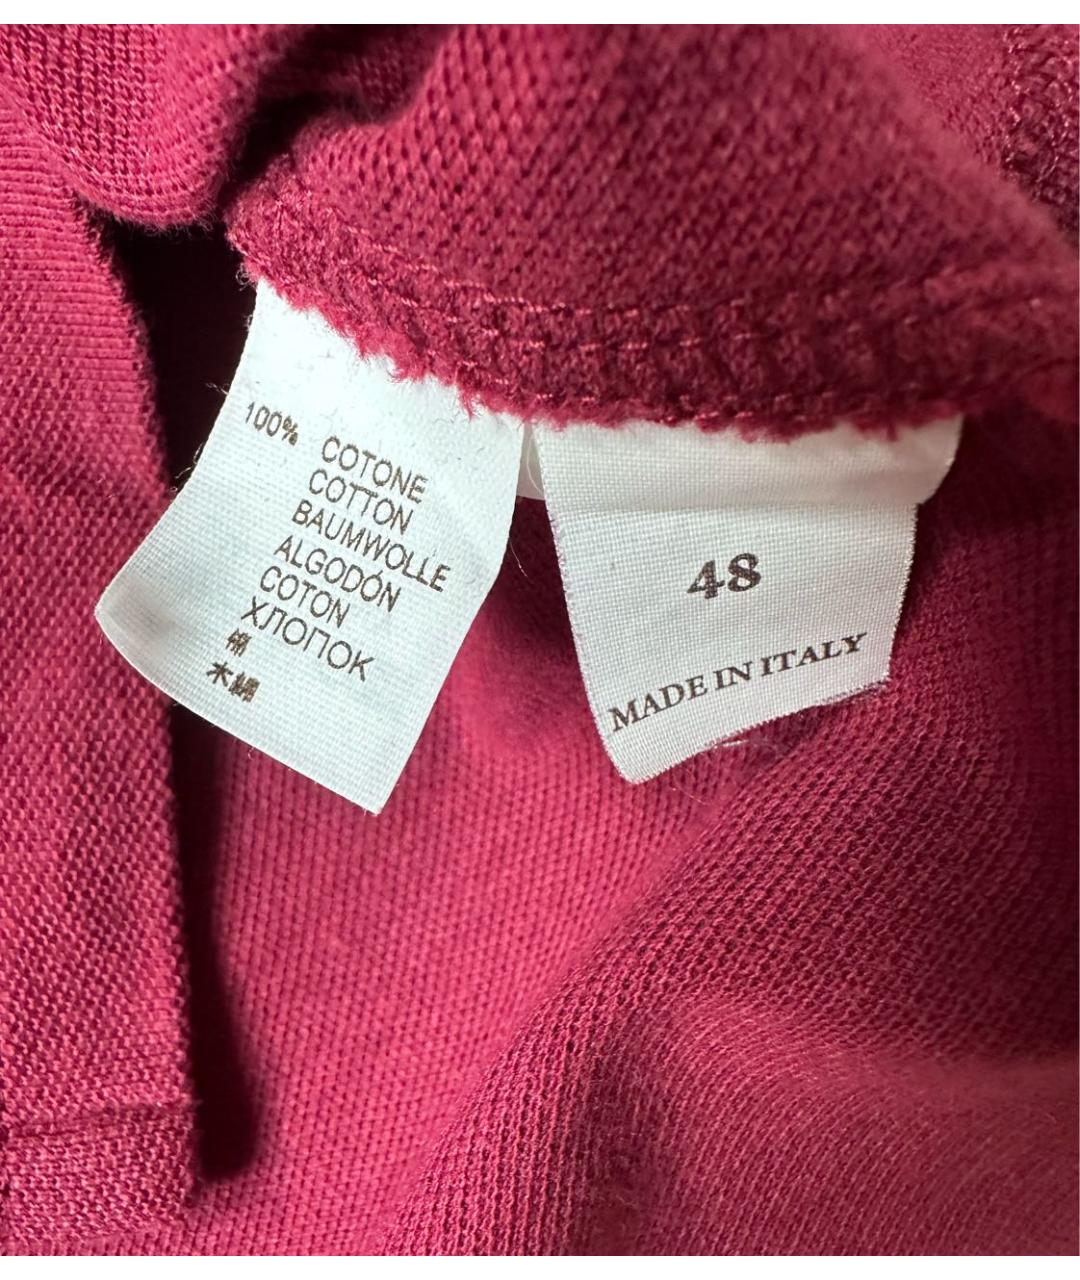 100% COTONE
COTTON
BAUMWOLLE
ALGODÓN
COTON
ХЛОПОК
棉
木綿
48
MADE IN ITALY